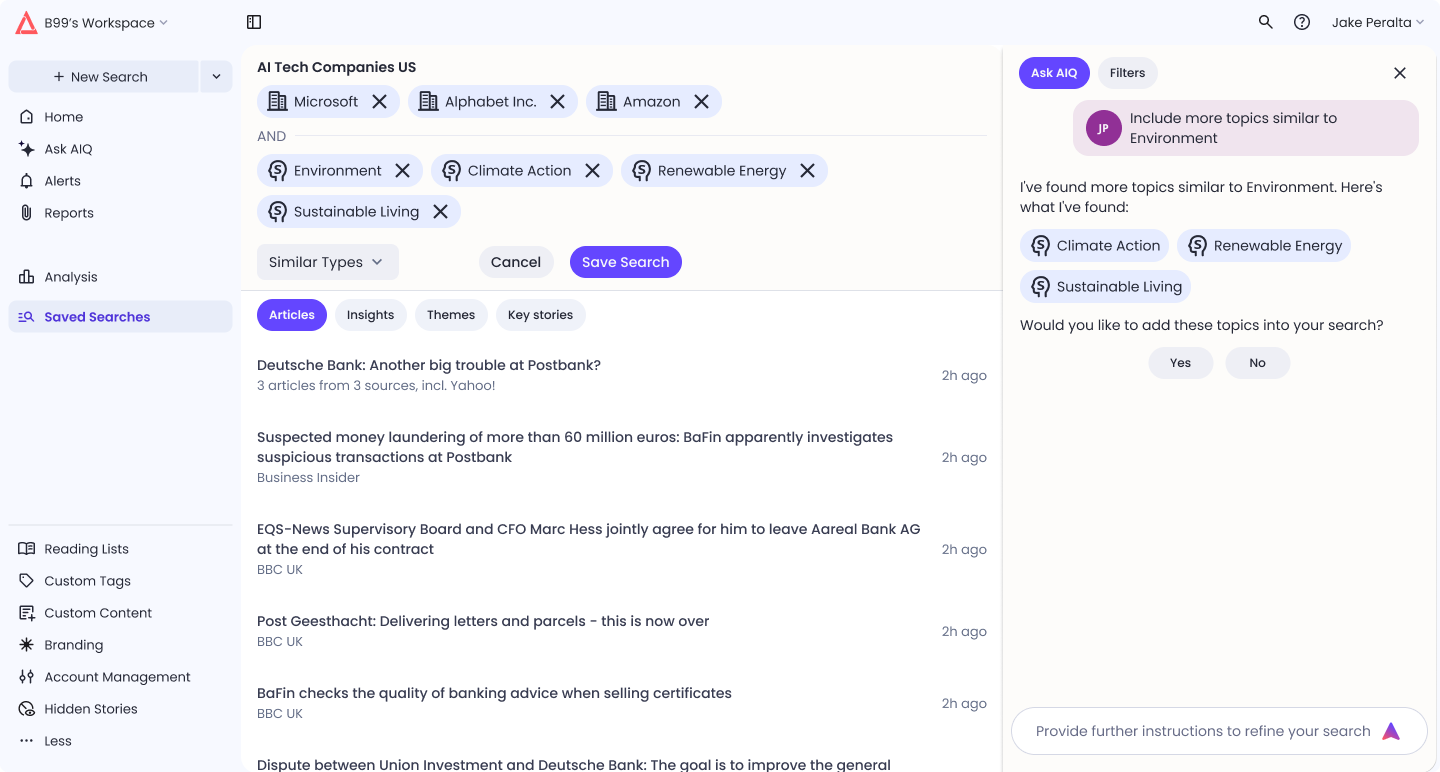 B99's Workspace
Jake Peralta
New Search
Home
Ask AIQ
Alerts
Reports
Analysis
Saved Searches
Reading Lists
Custom Tags
Custom Content
Branding
Account Management
Hidden Stories
Less
AI Tech Companies US
Microsoft
Alphabet Inc.
Amazon
AND
Environment
Climate Action
Renewable Energy
Sustainable Living
Similar Types
Cancel
Save Search
Articles
Insights
Themes
Key stories
Deutsche Bank: Another big trouble at Postbank?
3 articles from 3 sources, incl. Yahoo!
2h ago
Suspected money laundering of more than 60 million euros: BaFin apparently investigates
suspicious transactions at Postbank
Business Insider
2h ago
EQS-News Supervisory Board and CFO Marc Hess jointly agree for him to leave Aareal Bank AG
at the end of his contract
BBC UK
2h ago
Post Geesthacht: Delivering letters and parcels - this is now over
BBC UK
2h ago
BaFin checks the quality of banking advice when selling certificates
BBC UK
2h ago
Dispute between Union Investment and Deutsche Bank: The goal is to improve the general
Ask AIQ
Filters
JP
Include more topics similar to
Environment
I've found more topics similar to Environment. Here's
what I've found:
Climate Action
Renewable Energy
Sustainable Living
Would you like to add these topics into your search?
Yes
No
Provide further instructions to refine your search